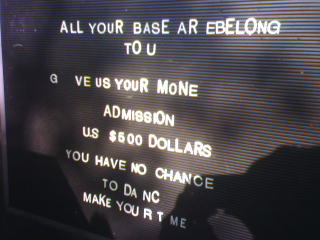 ALL YOUR BASE AR EBELONG
TO U
G VE US YOUR MONE
ADMISSION
U.S $500 DOLLARS
YOU HAVE NO CHANCE
TO DA NC
MAKE YOU R T ME